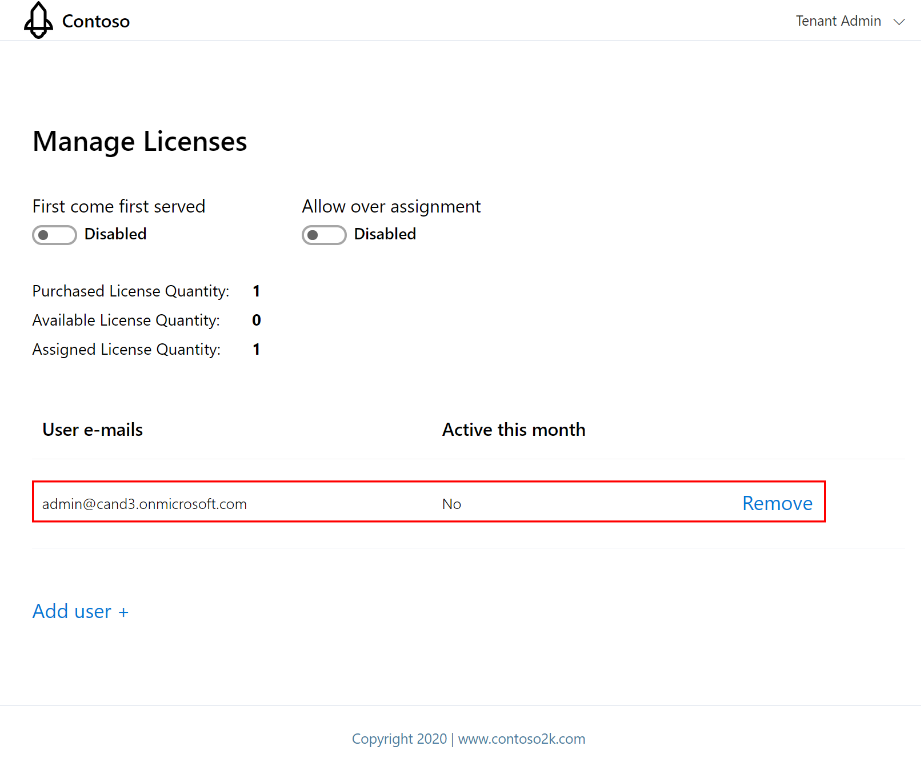 Contoso
Tenant Admin
Manage Licenses
First come first served
Allow over assignment
Disabled
Disabled
Purchased License Quantity: 1
Available License Quantity: 0
Assigned License Quantity: 1
User e-mails Active this month
admin@cand3.onmicrosoft.com No Remove
Add user +
Copyright 2020 | www.contoso2k.com